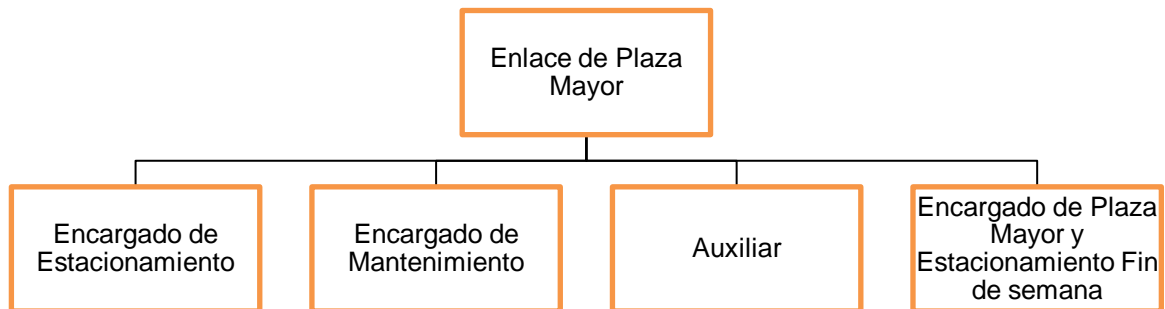 Enlace de Plaza
Mayor
Encargado de
Estacionamiento
Encargado de
Mantenimiento
Auxiliar
Encargado de Plaza
Mayor y
Estacionamiento Fin
de semana